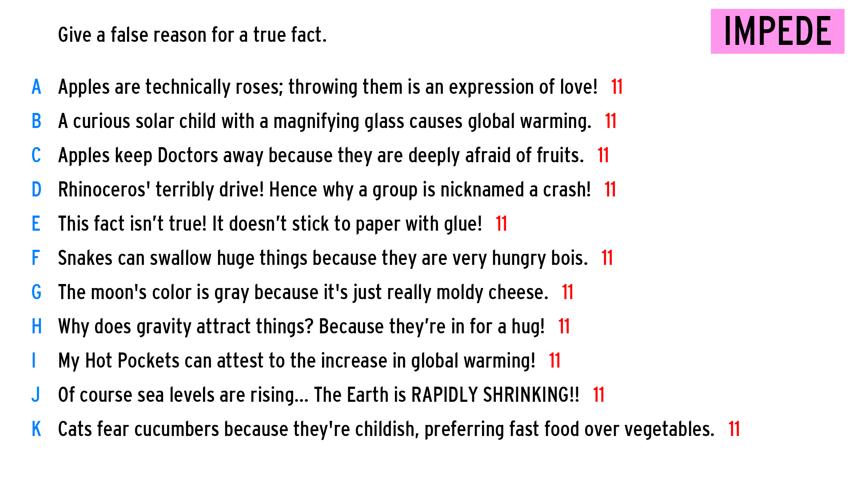 Give a false reason for a true fact.
IMPEDE
A Apples are technically roses; throwing them is an expression of love! 11
B A curious solar child with a magnifying glass causes global warming. 11
C Apples keep Doctors away because they are deeply afraid of fruits. 11
D Rhinoceros' terribly drive! Hence why a group is nicknamed a crash! 11
E This fact isn’t true! It doesn’t stick to paper with glue! 11
F Snakes can swallow huge things because they are very hungry bois. 11
G The moon's color is gray because it's just really moldy cheese. 11
H Why does gravity attract things? Because they’re in for a hug! 11
I My Hot Pockets can attest to the increase in global warming! 11
J Of course sea levels are rising... The Earth is RAPIDLY SHRINKING!! 11
K Cats fear cucumbers because they're childish, preferring fast food over vegetables. 11